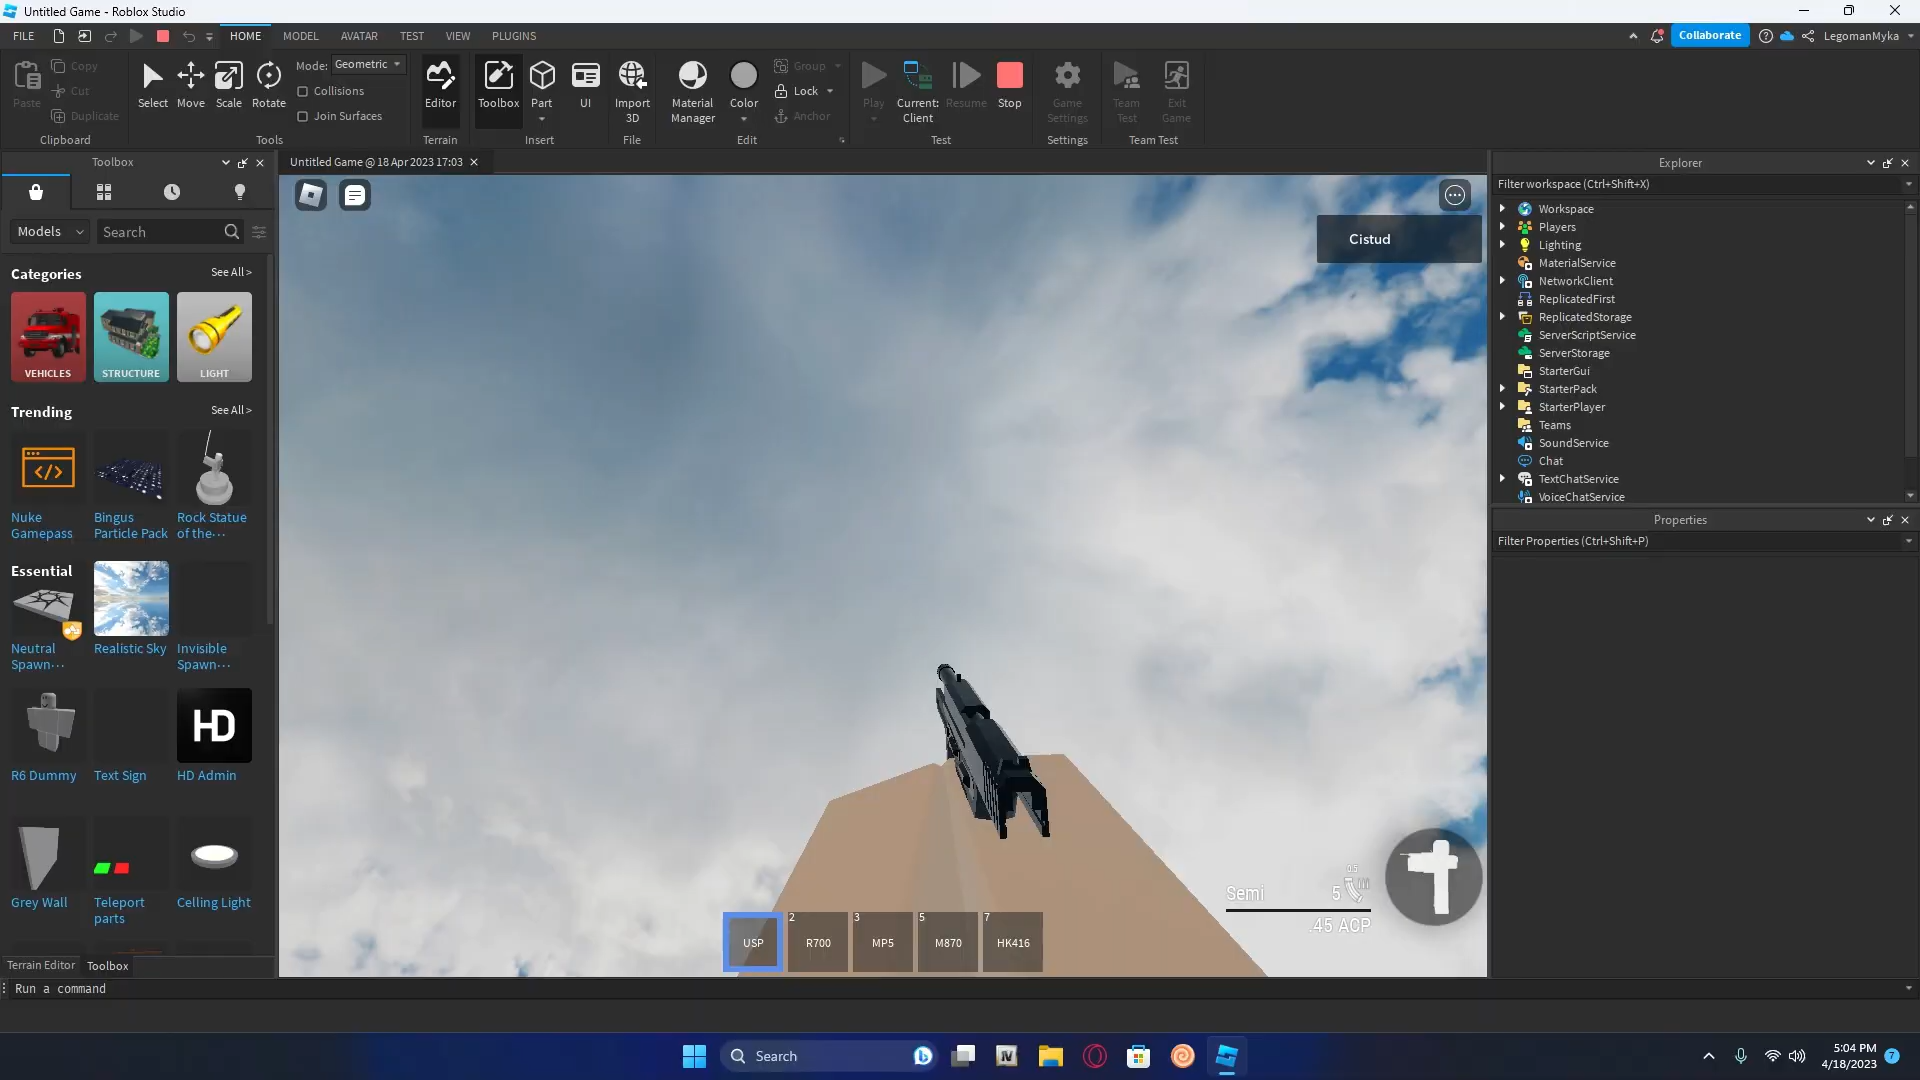 Untitled Game - Roblox Studio
FILE
HOME
MODEL
AVATAR
TEST
VIEW
PLUGINS
Collaborate
LegomanMyka
Paste
Copy
Cut
Duplicate
Clipboard
Select
Move
Scale
Rotate
Mode:
Geometric
Collisions
Join Surfaces
Tools
Editor
Terrain
Toolbox
Part
UI
Insert
Import
3D
File
Material
Manager
Color
Group
Lock
Anchor
Edit
Play
Current:
Client
Resume
Stop
Test
Game
Settings
Settings
Team
Test
Exit
Game
Team Test
Toolbox
Untitled Game @ 18 Apr 2023 17:03
Explorer
Filter workspace (Ctrl+Shift+X)
Workspace
Players
Lighting
MaterialService
NetworkClient
ReplicatedFirst
ReplicatedStorage
ServerScriptService
ServerStorage
StarterGui
StarterPack
StarterPlayer
Teams
SoundService
Chat
TextChatService
VoiceChatService
Properties
Filter Properties (Ctrl+Shift+P)
Models
Search
Categories
See All >
VEHICLES
STRUCTURE
LIGHT
Trending
See All >
Nuke
Gamepass
Bingus
Particle Pack
Rock Statue
of the···
Essential
Neutral
Spawn···
Realistic Sky
Invisible
Spawn···
HD
R6 Dummy
Text Sign
HD Admin
Grey Wall
Teleport
parts
Celling Light
Terrain Editor
Toolbox
Cistud
0.5
Semi
5
.45 ACP
USP
2
R700
3
MP5
5
M870
7
HK416
Run a command
Search
IV
5:04 PM
4/18/2023
7